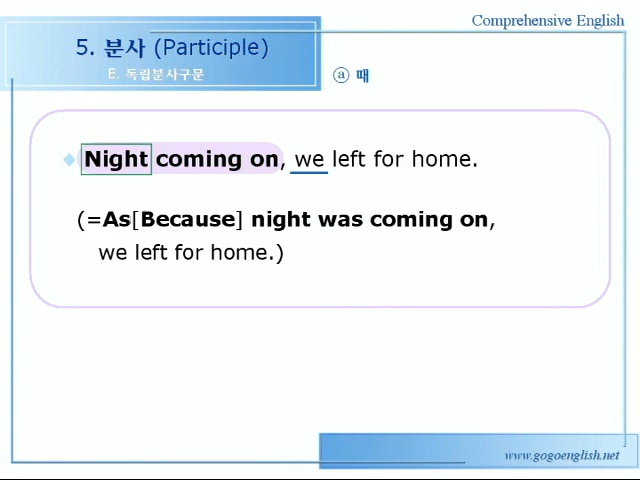 Comprehensive English
5. 분사 (Participle)
E. 독립분사구문
ⓐ 때
Night coming on, we left for home.
(=As[Because] night was coming on,
we left for home.)
www.gogoenglish.net